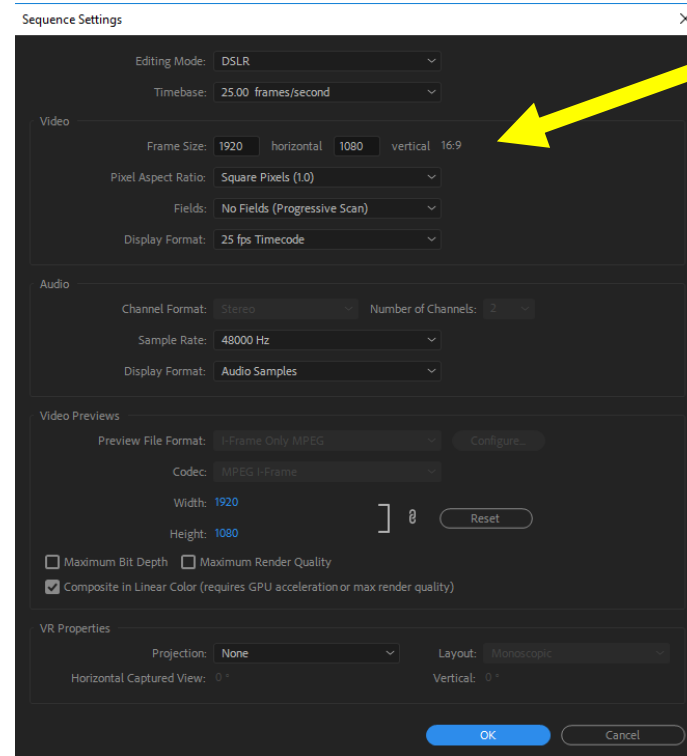 Sequence Settings
Editing Mode: DSLR
Timebase: 25.00 frames/second
Video
Frame Size: 1920 horizontal 1080 vertical 16:9
Pixel Aspect Ratio: Square Pixels (1.0)
Fields: No Fields (Progressive Scan)
Display Format: 25 fps Timecode
Audio
Channel Format: Stereo Number of Channels: 2
Sample Rate: 48000 Hz
Display Format: Audio Samples
Video Previews
Preview File Format: I-Frame Only MPEG Configure...
Codec: MPEG I-Frame
Width: 1920
Height: 1080
Reset
Maximum Bit Depth Maximum Render Quality
Composite in Linear Color (requires GPU acceleration or max render quality)
VR Properties
Projection: None Layout: Monoscopic
Horizontal Captured View: 0 ° Vertical: 0 °
OK Cancel